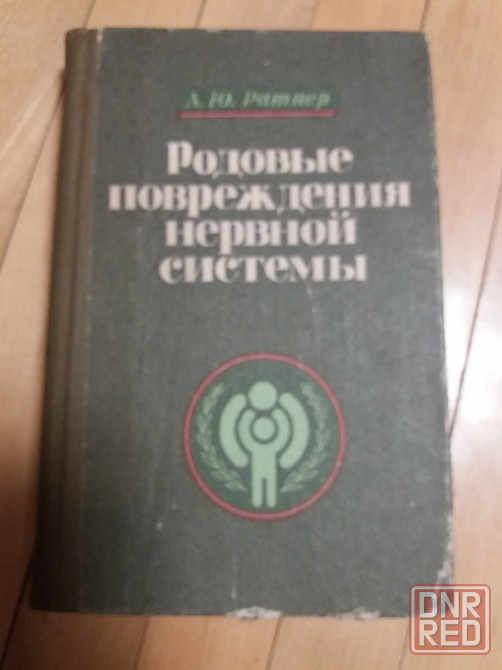 А.Ю. Ратнер
Родовые
повреждения
нервной
системы
DNR
RED